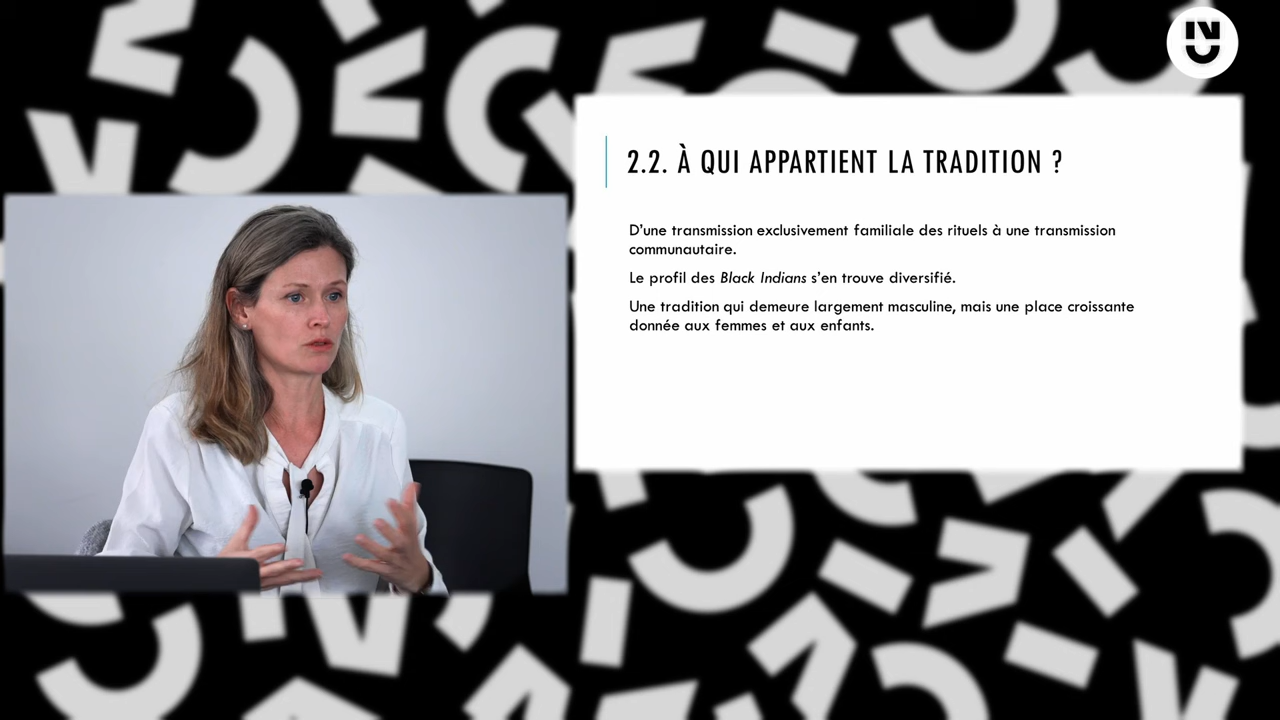 2.2. À QUI APPARTIENT LA TRADITION ?
D'une transmission exclusivement familiale des rituels à une transmission
communautaire.
Le profil des Black Indians s'en trouve diversifié.
Une tradition qui demeure largement masculine, mais une place croissante
donnée aux femmes et aux enfants.